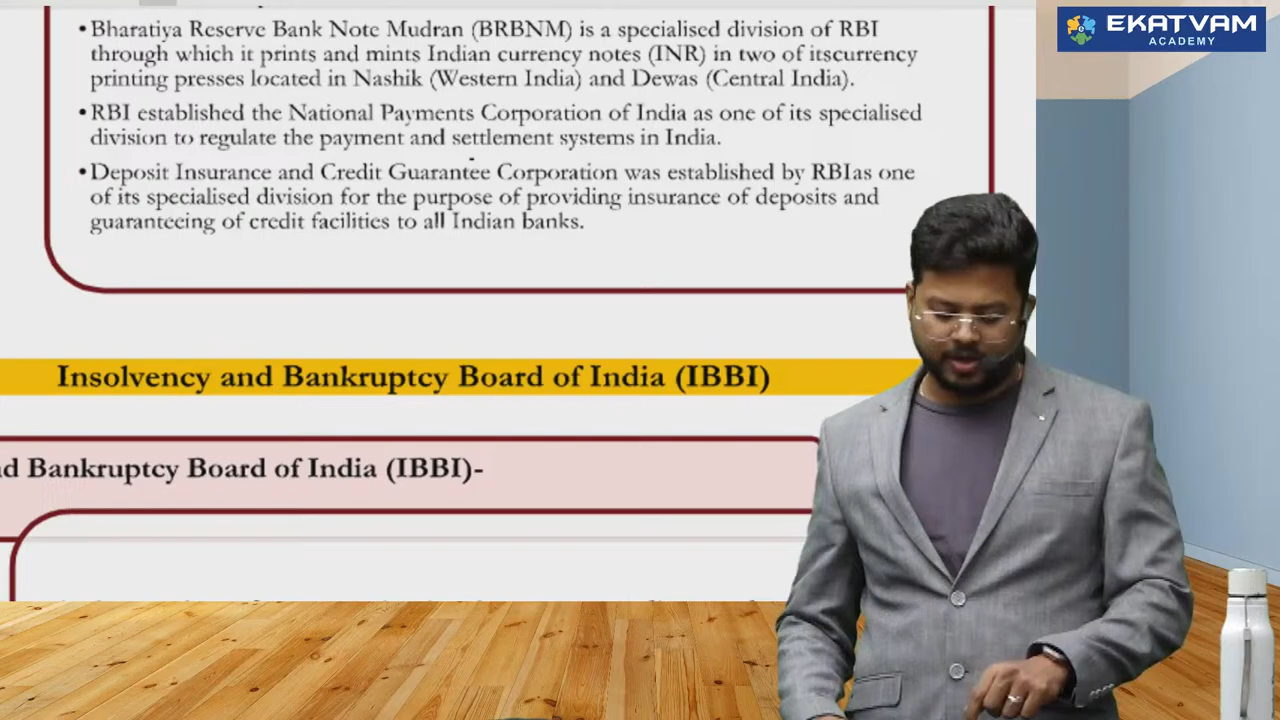 EKATVAM
ACADEMY
•Bharatiya Reserve Bank Note Mudran (BRBNM) is a specialised division of RBI
through which it prints and mints Indian currency notes (INR) in two of itscurrency
printing presses located in Nashik (Western India) and Dewas (Central India).
•RBI established the National Payments Corporation of India as one of its specialised
division to regulate the payment and settlement systems in India.
•Deposit Insurance and Credit Guarantee Corporation was established by RBIas one
of its specialised division for the purpose of providing insurance of deposits and
guaranteeing of credit facilities to all Indian banks.
Insolvency and Bankruptcy Board of India (IBBI)
d Bankruptcy Board of India (IBBI)-